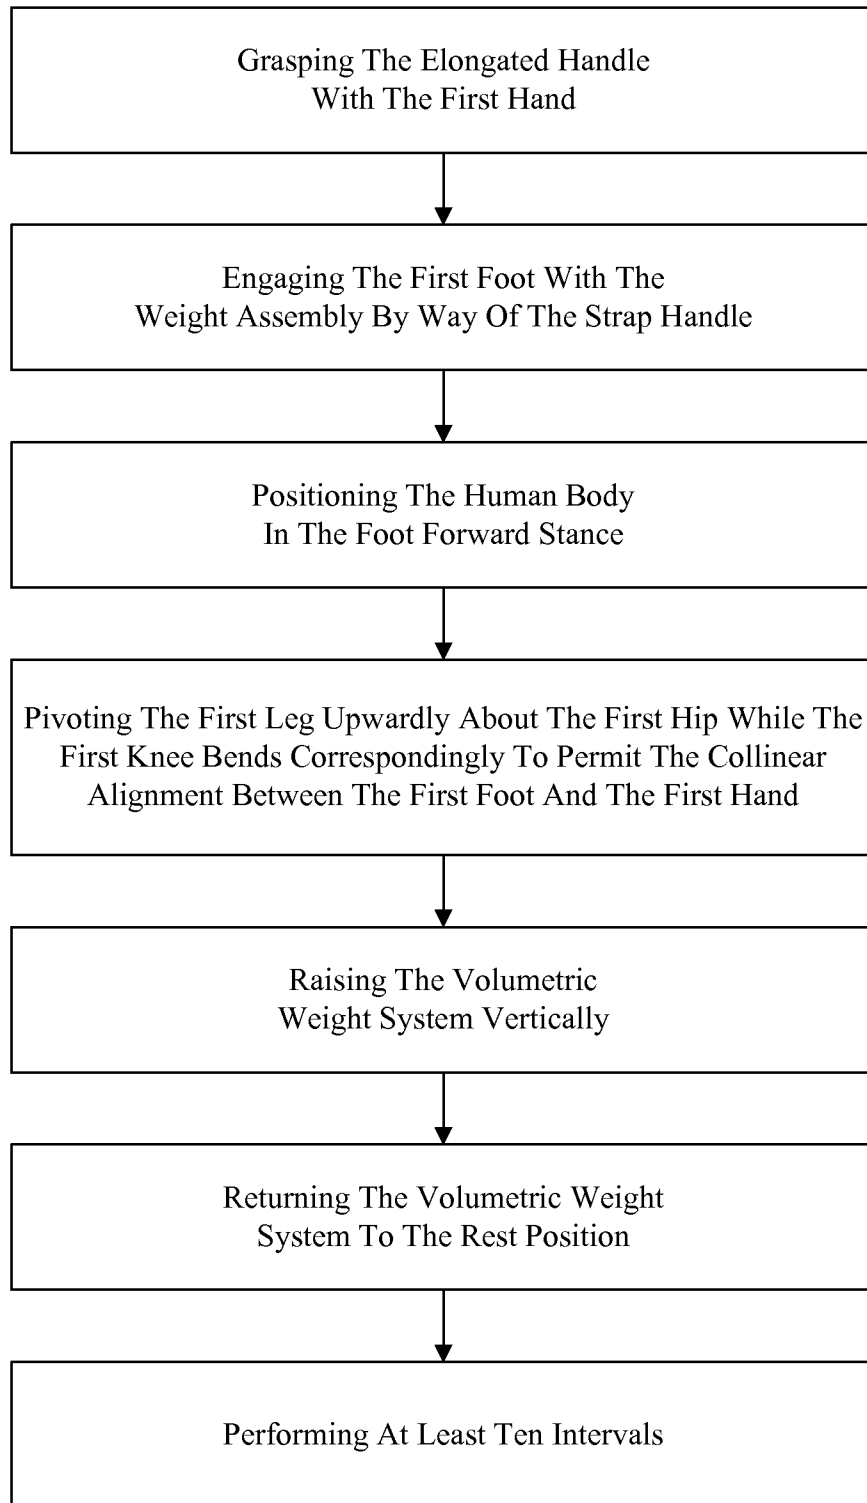 Grasping The Elongated Handle
With The First Hand
Engaging The First Foot With The
Weight Assembly By Way Of The Strap Handle
Positioning The Human Body
In The Foot Forward Stance
Pivoting The First Leg Upwardly About The First Hip While The
First Knee Bends Correspondingly To Permit The Collinear
Alignment Between The First Foot And The First Hand
Raising The Volumetric
Weight System Vertically
Returning The Volumetric Weight
System To The Rest Position
Performing At Least Ten Intervals